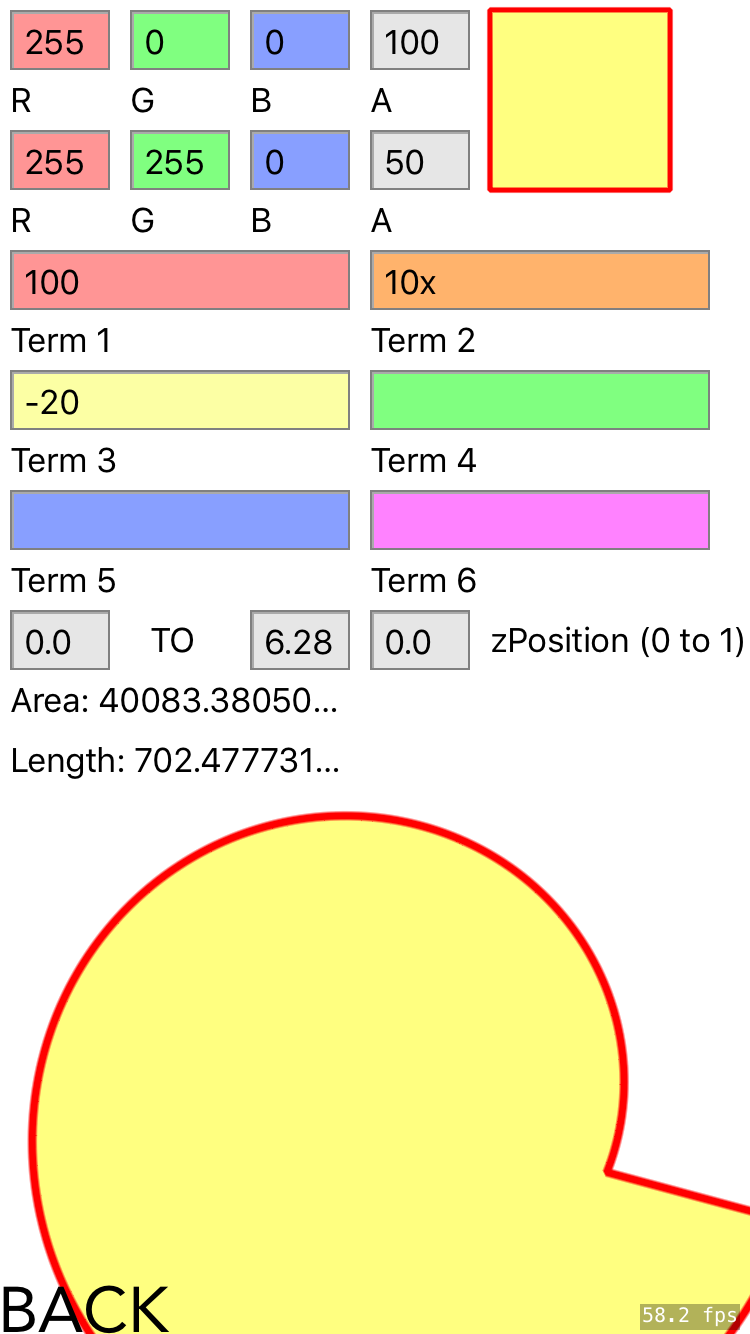 255 0 0 100
R G B A
255 255 0 50
R G B A
100 10x
Term 1 Term 2
-20
Term 3 Term 4
Term 5 Term 6
0.0 TO 6.28 0.0 zPosition (0 to 1)
Area: 40083.38050...
Length: 702.477731...
BACK
58.2 fps